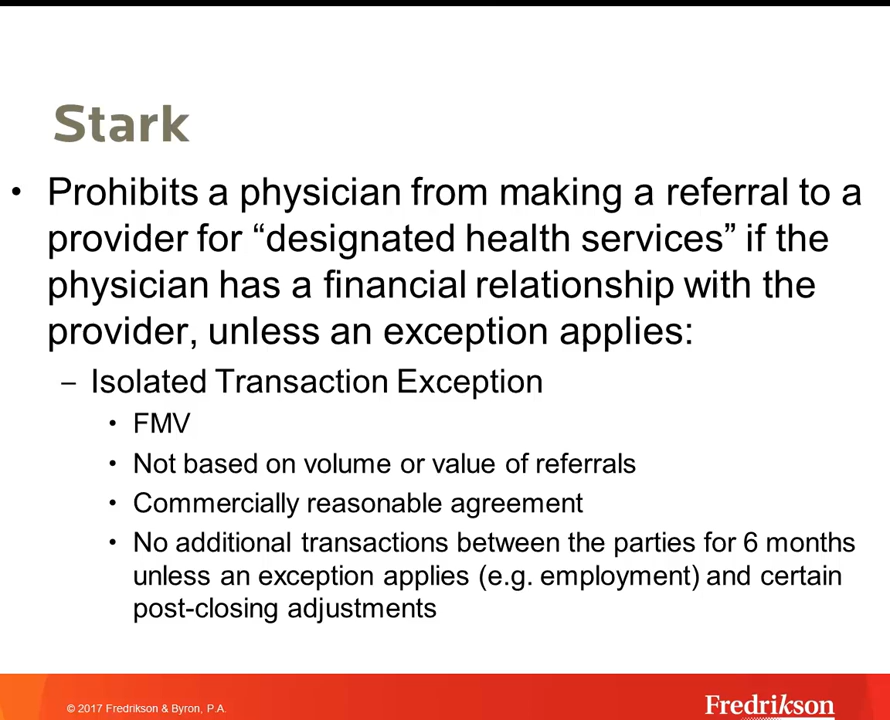 Stark
• Prohibits a physician from making a referral to a
provider for “designated health services” if the
physician has a financial relationship with the
provider, unless an exception applies:
– Isolated Transaction Exception
• FMV
• Not based on volume or value of referrals
• Commercially reasonable agreement
• No additional transactions between the parties for 6 months
unless an exception applies (e.g. employment) and certain
post-closing adjustments
© 2017 Fredrikson & Byron, P.A.
Fredrikson